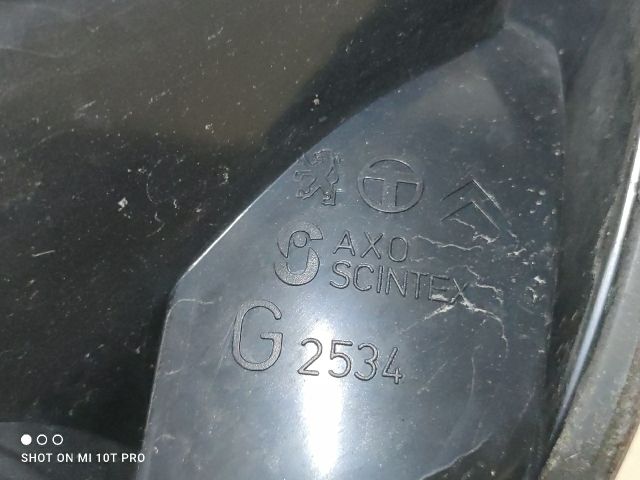 AXO
SCINTEX
G 2534
SHOT ON MI 10T PRO